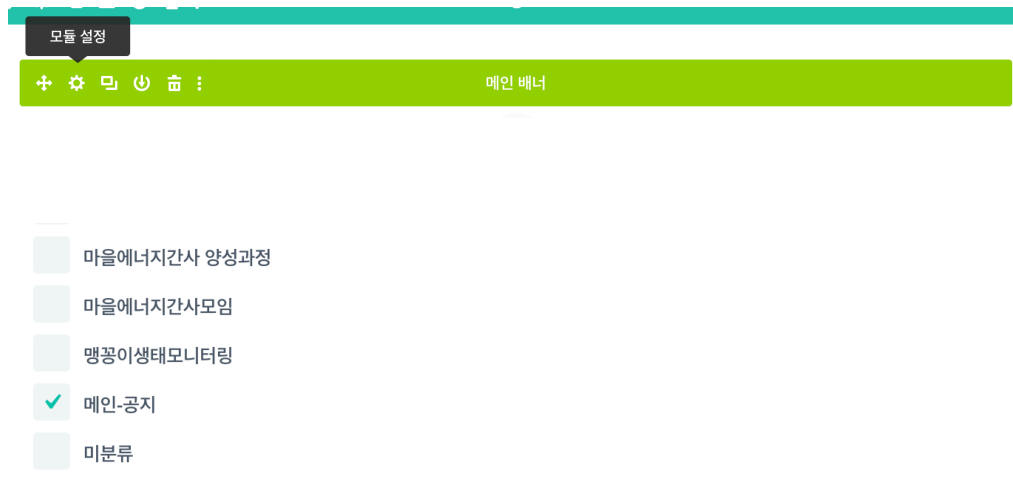 모듈 설정
메인 배너
마을에너지간사 양성과정
마을에너지간사모임
맹꽁이생태모니터링
메인-공지
미분류